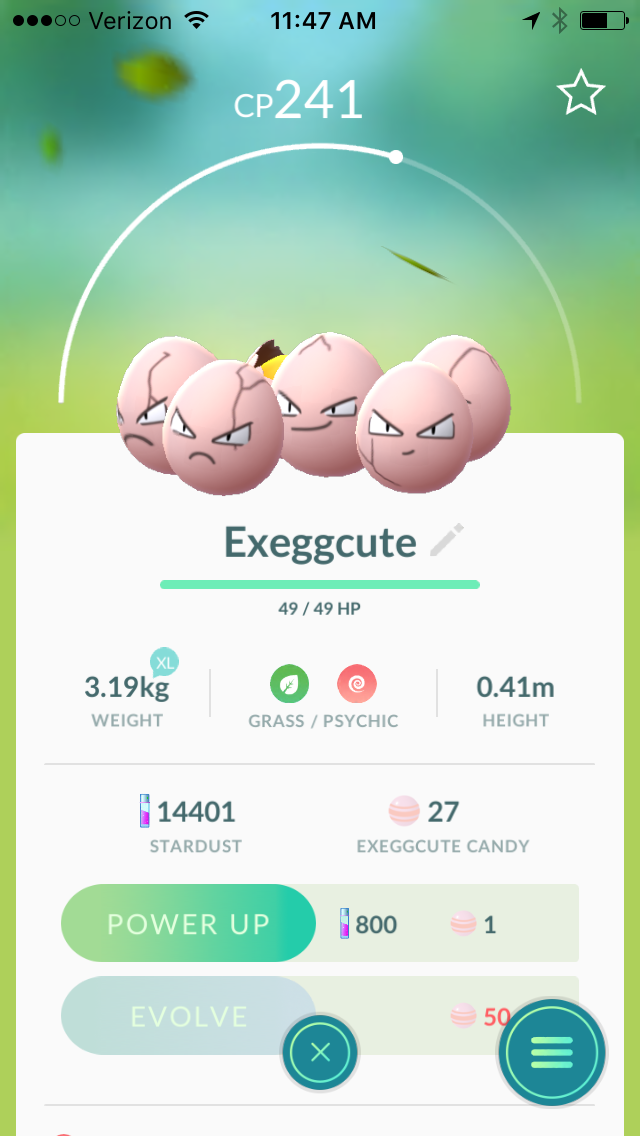 Verizon 11:47 AM
CP241
Exeggcute
49 / 49 HP
XL
3.19kg 0.41m
WEIGHT GRASS / PSYCHIC HEIGHT
14401 27
STARDUST EXEGGCUTE CANDY
POWER UP 800 1
EVOLVE 50